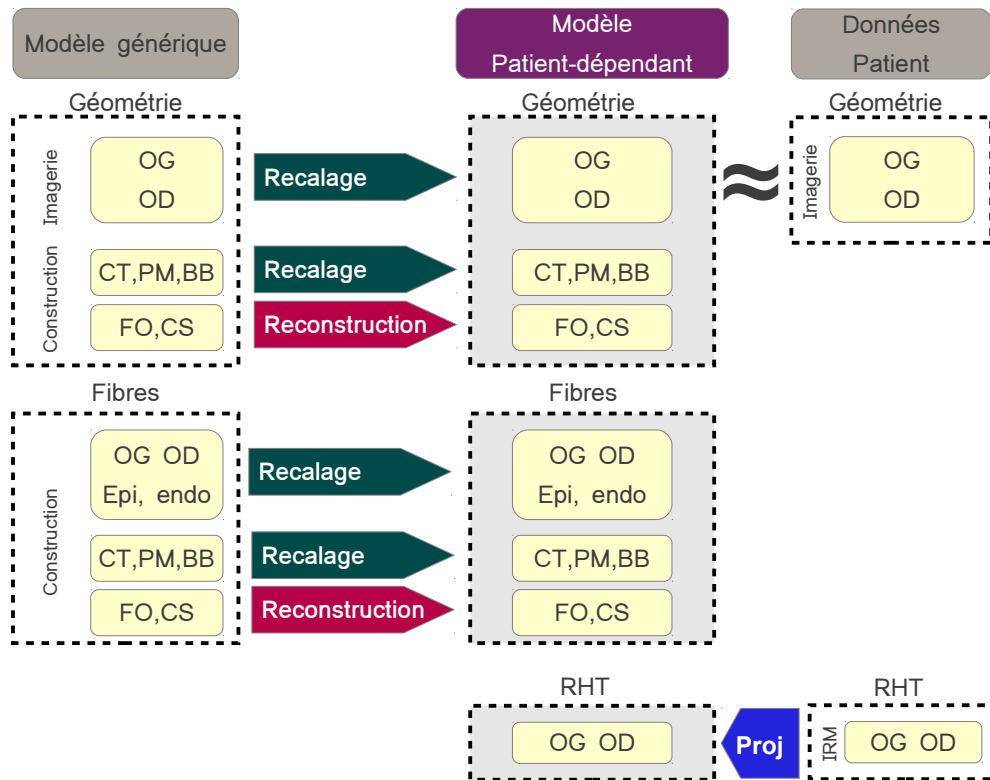 Modèle générique
Modèle
Patient-dépendant
Données
Patient
Géométrie
Géométrie
Géométrie
Imagerie
OG
OD
Recalage
OG
OD
≈
Imagerie
OG
OD
Construction
CT,PM,BB
Recalage
CT,PM,BB
FO,CS
Reconstruction
FO,CS
Fibres
Fibres
Construction
OG OD
Epi, endo
Recalage
OG OD
Epi, endo
CT,PM,BB
Recalage
CT,PM,BB
FO,CS
Reconstruction
FO,CS
RHT
RHT
OG OD
Proj
IRM
OG OD